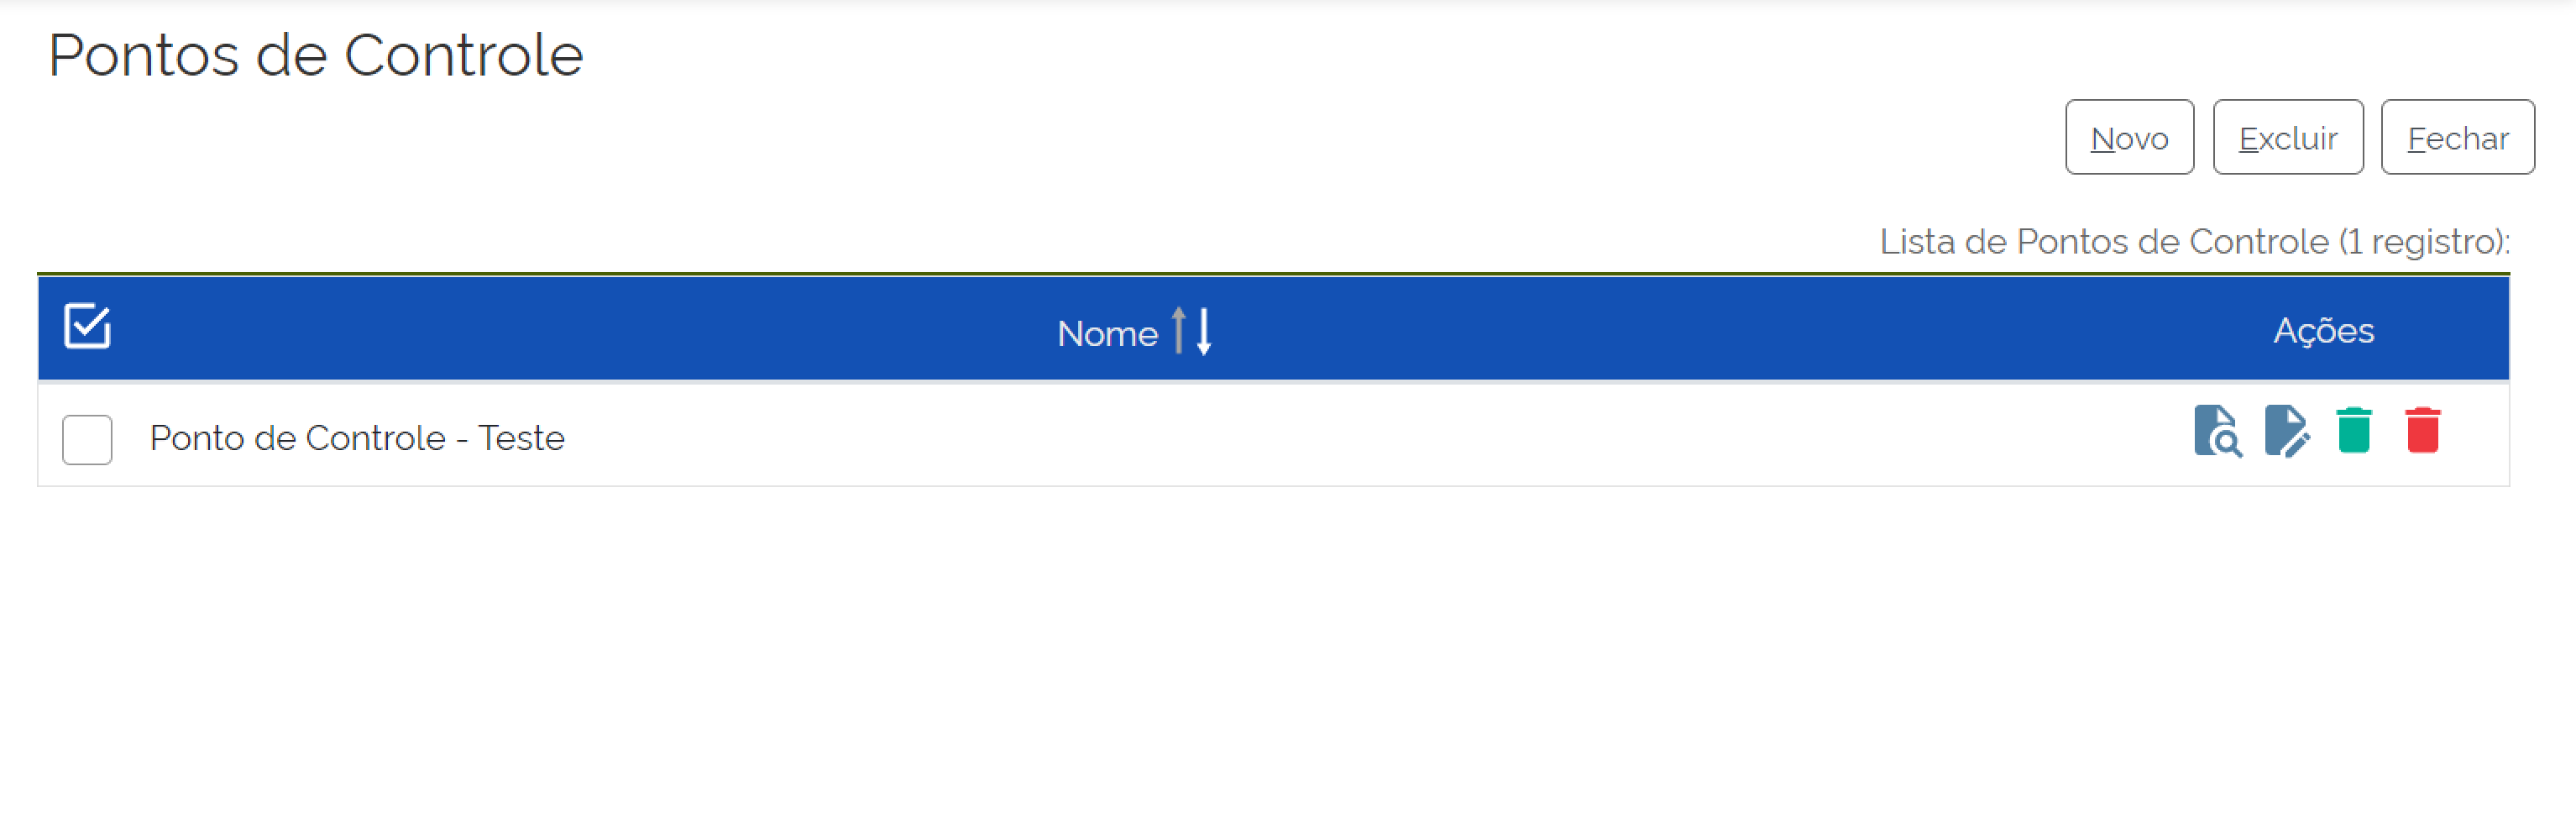 Pontos de Controle
Novo Excluir Fechar
Lista de Pontos de Controle (1 registro):
Nome Ações
Ponto de Controle - Teste